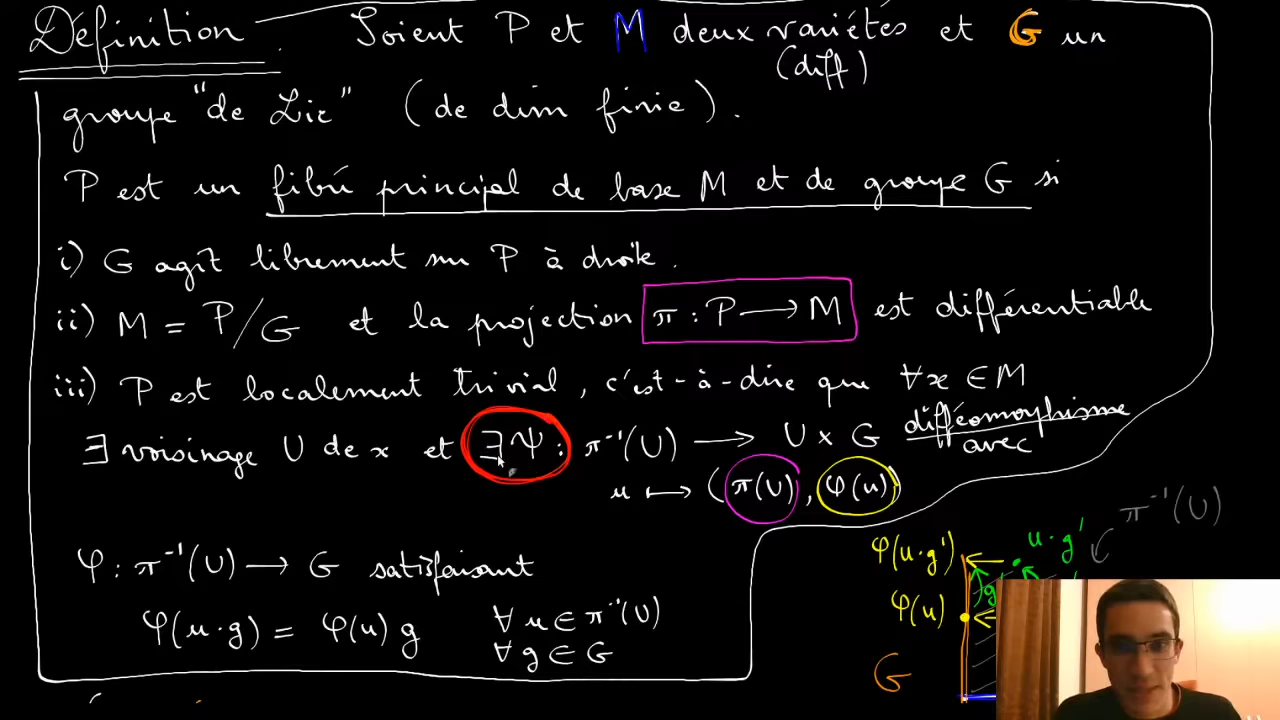 Définition. Soient P et M deux variétés et G un
(diff)
groupe "de Lie" (de dim finie).
P est un fibré principal de base M et de groupe G si
i) G agît librement sur P à droite.
ii) M = P/G et la projection π : P ⟶ M est différentiable
iii) P est localement trivial, c'est-à-dire que ∀x ∈ M
∃ voisinage U de x et ∃ψ : π⁻¹(U) ⟶ U × G difféomorphisme
avec
u ⟼ (π(U), φ(u))
φ : π⁻¹(U) ⟶ G satisfaisant
φ(u·g) = φ(u) g ∀ u ∈ π⁻¹(U)
∀ g ∈ G
π⁻¹(U)
φ(u·g') u·g'
φ(u) g'
G